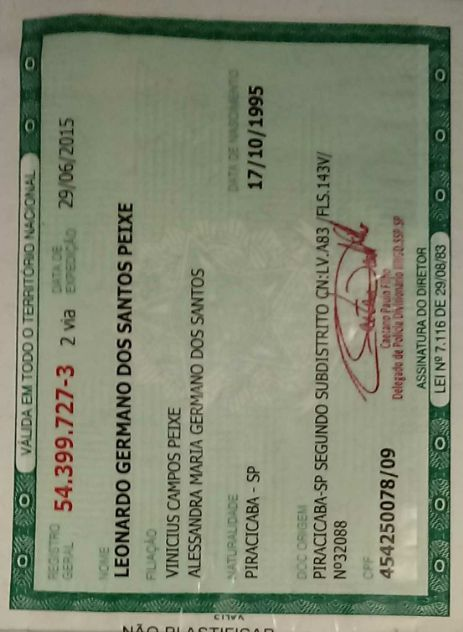 VÁLIDA EM TODO O TERRITÓRIO NACIONAL
REGISTRO GERAL 54.399.727-3 2 via DATA DE EXPEDIÇÃO 29/06/2015
NOME
LEONARDO GERMANO DOS SANTOS PEIXE
FILIAÇÃO
VINICIUS CAMPOS PEIXE
ALESSANDRA MARIA GERMANO DOS SANTOS
NATURALIDADE DATA DE NASCIMENTO
PIRACICABA - SP 17/10/1995
DOC ORIGEM
PIRACICABA-SP SEGUNDO SUBDISTRITO CN:LV.A83 /FLS.143V/
Nº32088
CPF
454250078/09
Caetano Paulo Filho
Delegado de Polícia Divisionário IIRGD.SSP.SP
ASSINATURA DO DIRETOR
LEI Nº 7.116 DE 29/08/83
NÃO PLASTIFICAR